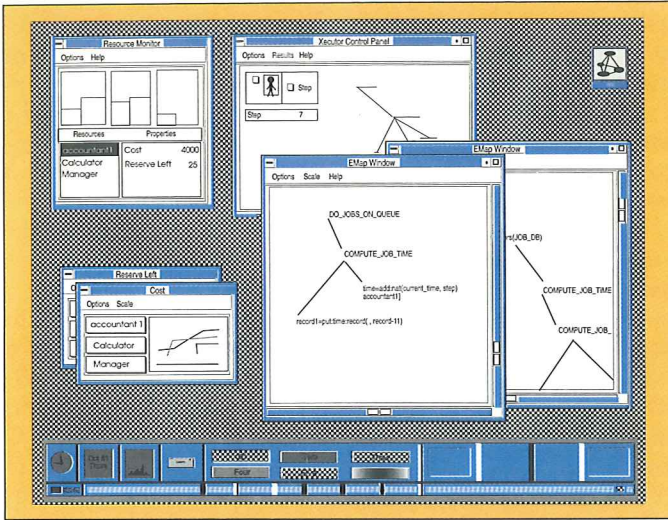 Resource Monitor
Options Help
Resources Properties
accountant1 Cost 4000
Calculator Reserve Left 25
Manager
Xecutor Control Panel
Options Results Help
Step
Step 7
EMap Window
EMap Window
Options Scale Help
DO_JOBS_ON_QUEUE
COMPUTE_JOB_TIME
time=add:nat(current_time, step)
accountant1]
record1=put:time:record( , record-11)
rs(JOB_DB)
COMPUTE_JOB_TIME
COMPUTE_JOB_
Reserve Left
Cost
Options Scale
accountant 1
Calculator
Manager
Four